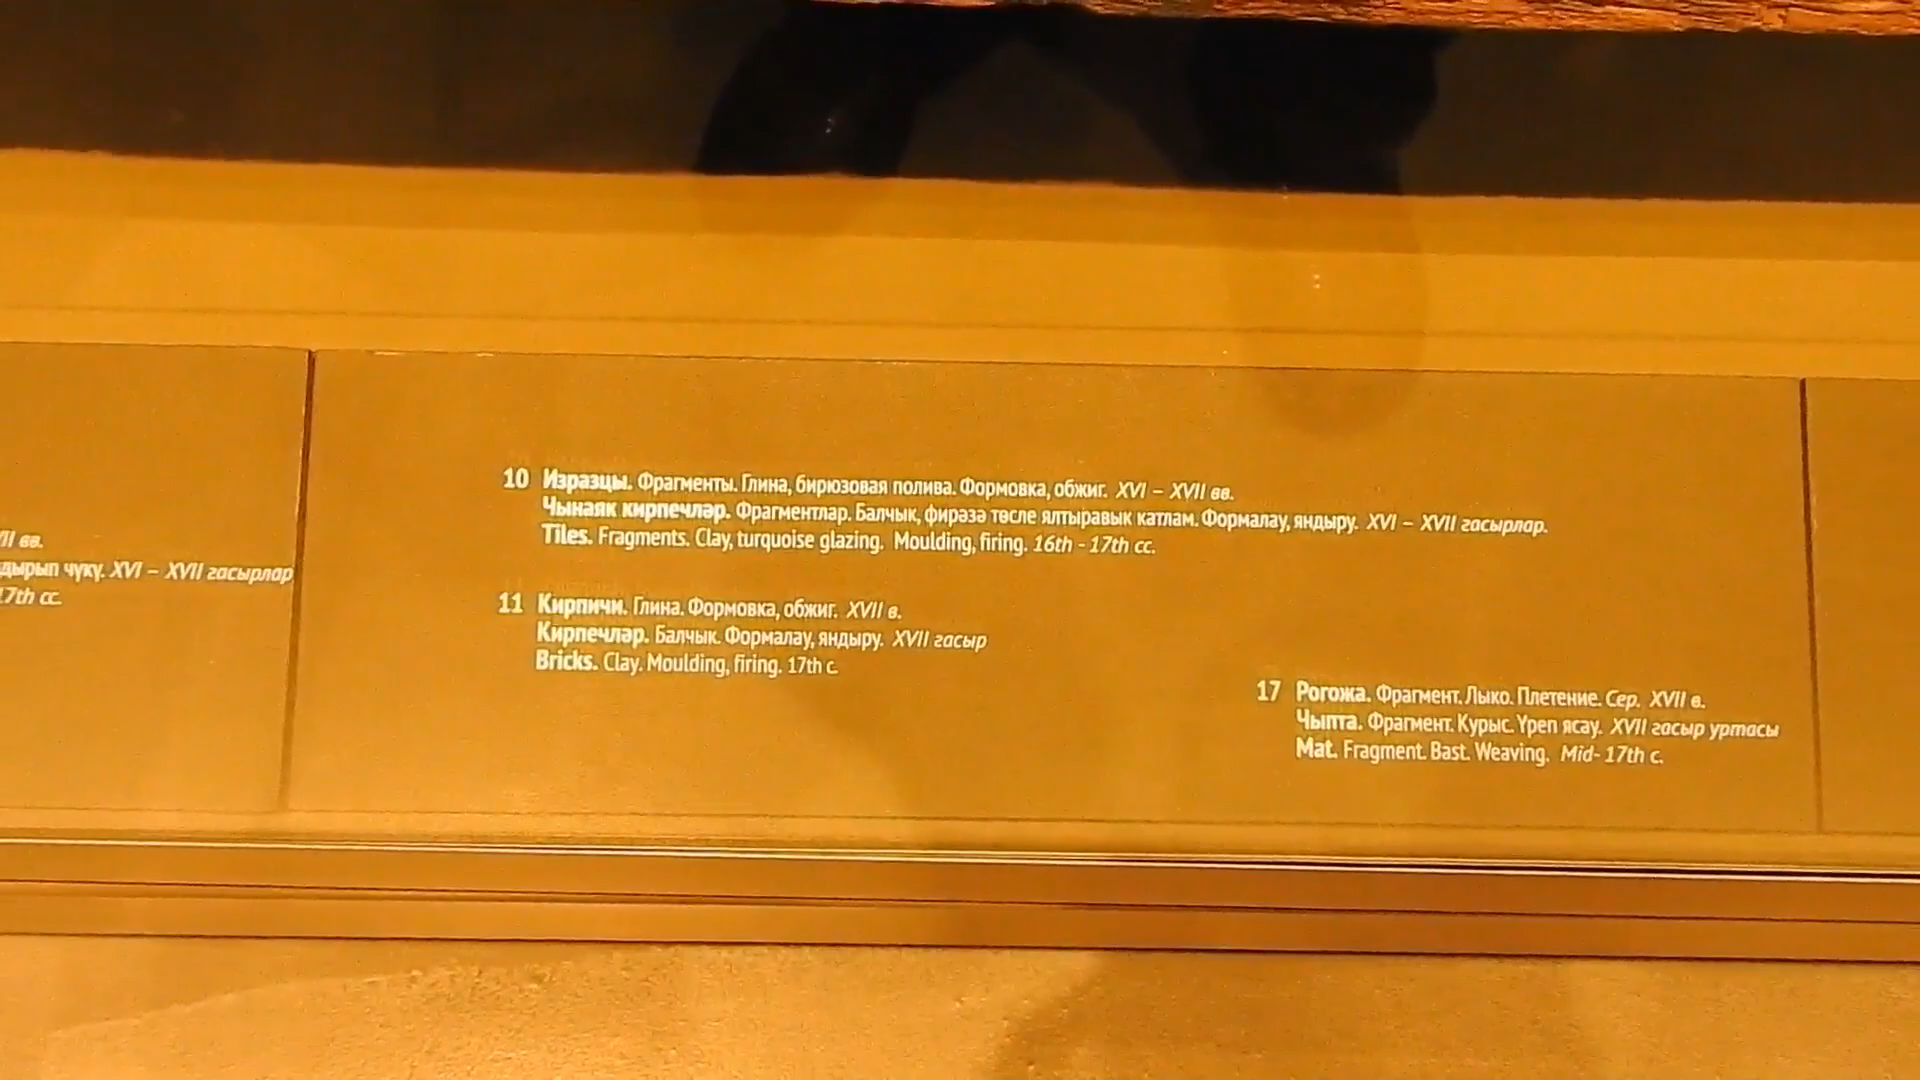 II вв.
дырып чүкү. XVI – XVII гасырлар
17th cc.
10 Изразцы. Фрагменты. Глина, бирюзовая полива. Формовка, обжиг. XVI – XVII вв.
Чынаяк кирпечләр. Фрагментлар. Балчык, фирәзә төсле ялтыравык катлам. Формалау, яндыру. XVI – XVII гасырлар.
Tiles. Fragments. Clay, turquoise glazing. Moulding, firing. 16th - 17th cc.
11 Кирпичи. Глина. Формовка, обжиг. XVII в.
Кирпечләр. Балчык. Формалау, яндыру. XVII гасыр
Bricks. Clay. Moulding, firing. 17th c.
17 Рогожа. Фрагмент. Лыко. Плетение. Сер. XVII в.
Чыпта. Фрагмент. Курыс. Үреп ясау. XVII гасыр уртасы
Mat. Fragment. Bast. Weaving. Mid- 17th c.